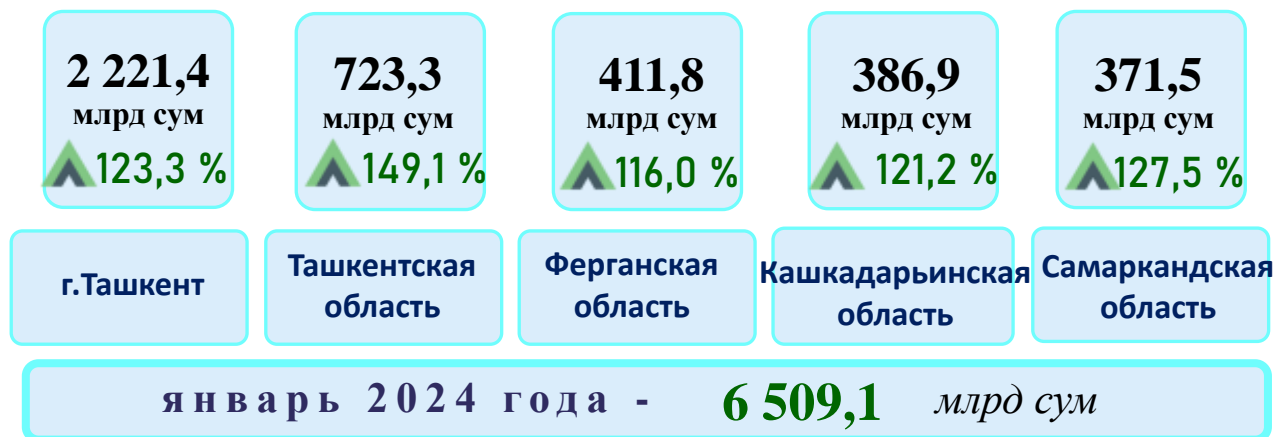 2 221,4
млрд сум
123,3 %
723,3
млрд сум
149,1 %
411,8
млрд сум
116,0 %
386,9
млрд сум
121,2 %
371,5
млрд сум
127,5 %
г.Ташкент
Ташкентская
область
Ферганская
область
Кашкадарьинская
область
Самаркандская
область
январь 2024 года - 6 509,1 млрд сум